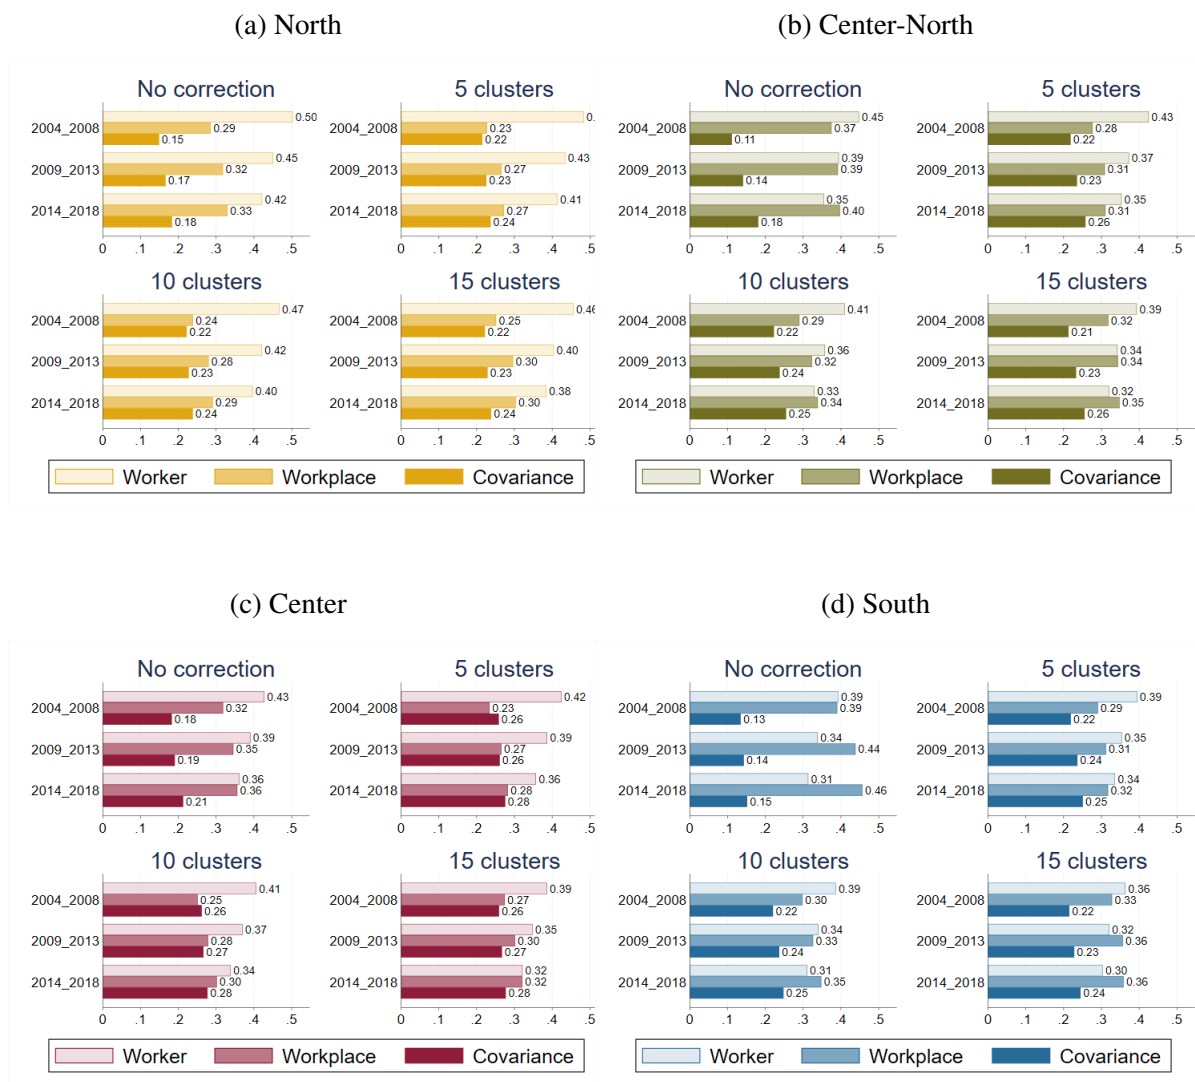 (a) North
(b) Center-North
No correction
5 clusters
No correction
5 clusters
2004_2008 0.50 0.29 0.15
2009_2013 0.45 0.32 0.17
2014_2018 0.42 0.33 0.18
0 .1 .2 .3 .4 .5
2004_2008 0. 0.23 0.22
2009_2013 0.43 0.27 0.23
2014_2018 0.41 0.27 0.24
0 .1 .2 .3 .4 .5
2004_2008 0.45 0.37 0.11
2009_2013 0.39 0.39 0.14
2014_2018 0.35 0.40 0.18
0 .1 .2 .3 .4 .5
2004_2008 0.43 0.28 0.22
2009_2013 0.37 0.31 0.23
2014_2018 0.35 0.31 0.26
0 .1 .2 .3 .4 .5
10 clusters
15 clusters
10 clusters
15 clusters
2004_2008 0.47 0.24 0.22
2009_2013 0.42 0.28 0.23
2014_2018 0.40 0.29 0.24
0 .1 .2 .3 .4 .5
2004_2008 0.46 0.25 0.22
2009_2013 0.40 0.30 0.23
2014_2018 0.38 0.30 0.24
0 .1 .2 .3 .4 .5
2004_2008 0.41 0.29 0.22
2009_2013 0.36 0.32 0.24
2014_2018 0.33 0.34 0.25
0 .1 .2 .3 .4 .5
2004_2008 0.39 0.32 0.21
2009_2013 0.34 0.34 0.23
2014_2018 0.32 0.35 0.26
0 .1 .2 .3 .4 .5
Worker Workplace Covariance
Worker Workplace Covariance
(c) Center
(d) South
No correction
5 clusters
No correction
5 clusters
2004_2008 0.43 0.32 0.18
2009_2013 0.39 0.35 0.19
2014_2018 0.36 0.36 0.21
0 .1 .2 .3 .4 .5
2004_2008 0.42 0.23 0.26
2009_2013 0.39 0.27 0.26
2014_2018 0.36 0.28 0.28
0 .1 .2 .3 .4 .5
2004_2008 0.39 0.39 0.13
2009_2013 0.34 0.44 0.14
2014_2018 0.31 0.46 0.15
0 .1 .2 .3 .4 .5
2004_2008 0.39 0.29 0.22
2009_2013 0.35 0.31 0.24
2014_2018 0.34 0.32 0.25
0 .1 .2 .3 .4 .5
10 clusters
15 clusters
10 clusters
15 clusters
2004_2008 0.41 0.25 0.26
2009_2013 0.37 0.28 0.27
2014_2018 0.34 0.30 0.28
0 .1 .2 .3 .4 .5
2004_2008 0.39 0.27 0.26
2009_2013 0.35 0.30 0.27
2014_2018 0.32 0.32 0.28
0 .1 .2 .3 .4 .5
2004_2008 0.39 0.30 0.22
2009_2013 0.34 0.33 0.24
2014_2018 0.31 0.35 0.25
0 .1 .2 .3 .4 .5
2004_2008 0.36 0.33 0.22
2009_2013 0.32 0.36 0.23
2014_2018 0.30 0.36 0.24
0 .1 .2 .3 .4 .5
Worker Workplace Covariance
Worker Workplace Covariance